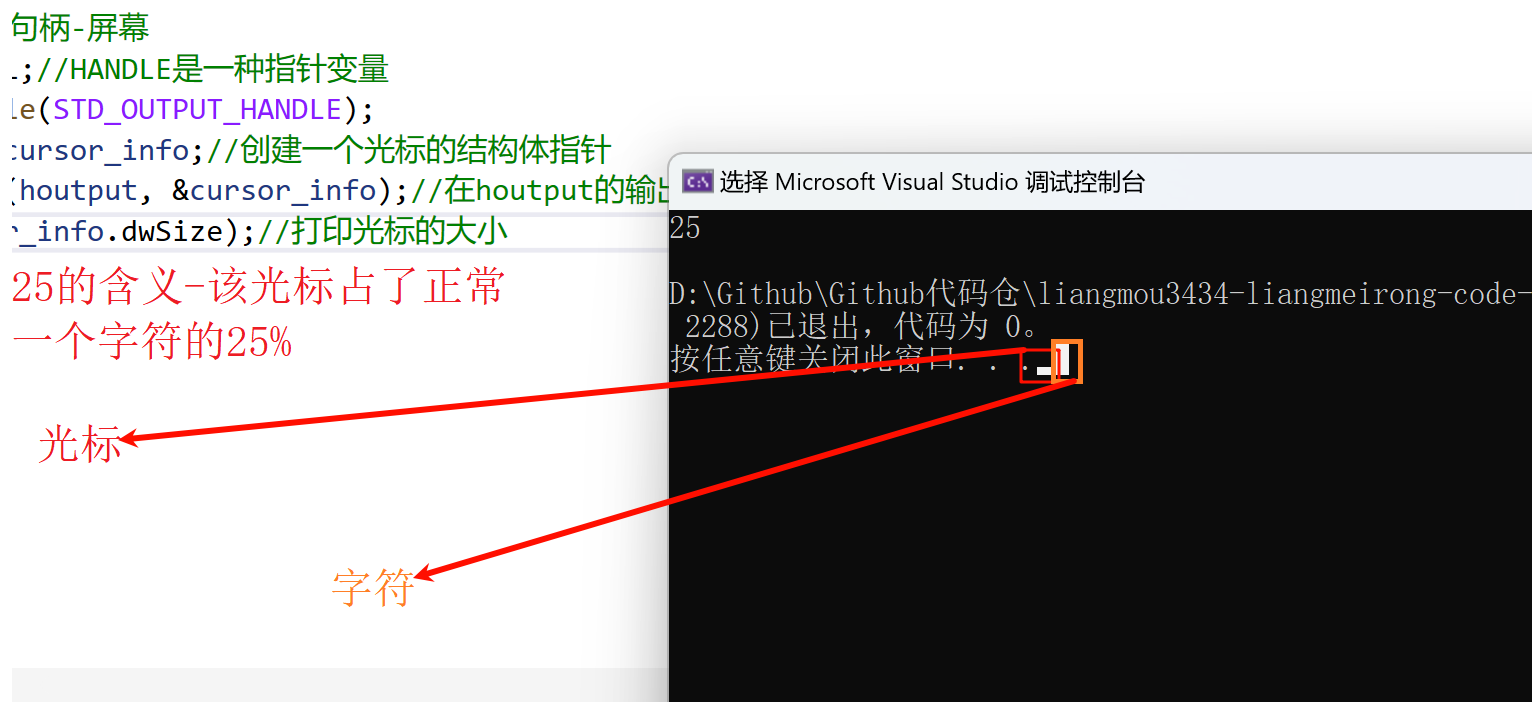 句柄-屏幕
;//HANDLE是一种指针变量
le(STD_OUTPUT_HANDLE);
cursor_info;//创建一个光标的结构体指针
(houtput, &cursor_info);//在houtput的输出
r_info.dwSize);//打印光标的大小
25的含义-该光标占了正常
一个字符的25%
光标
字符
C:\ 选择 Microsoft Visual Studio 调试控制台
25
D:\Github\Github代码仓\liangmou3434-liangmeirong-code-
2288)已退出，代码为 0。
按任意键关闭此窗口. . .